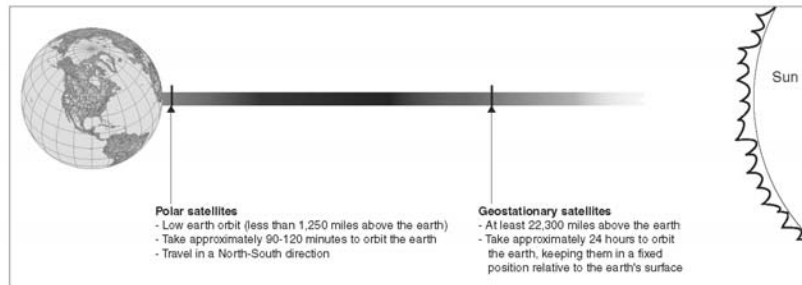 Sun
Polar satellites
- Low earth orbit (less than 1,250 miles above the earth)
- Take approximately 90-120 minutes to orbit the earth
- Travel in a North-South direction
Geostationary satellites
- At least 22,300 miles above the earth
- Take approximately 24 hours to orbit
the earth, keeping them in a fixed
position relative to the earth's surface